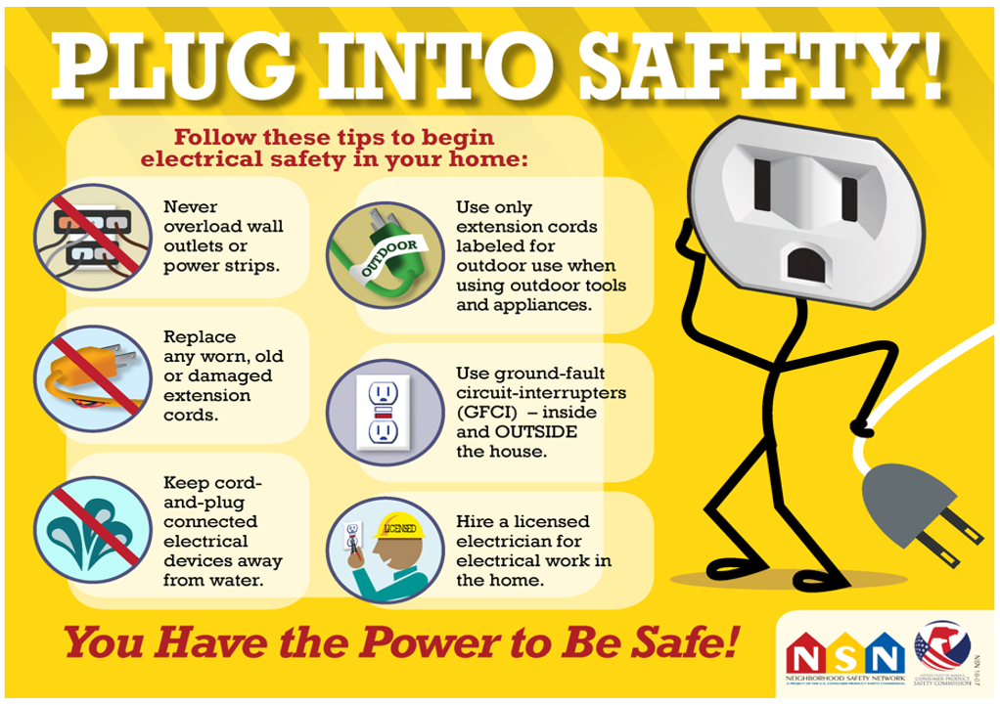 PLUG INTO SAFETY!
Follow these tips to begin
electrical safety in your home:
Never
overload wall
outlets or
power strips.
Replace
any worn, old
or damaged
extension
cords.
Keep cord-
and-plug
connected
electrical
devices away
from water.
OUTDOOR
Use only
extension cords
labeled for
outdoor use when
using outdoor tools
and appliances.
Use ground-fault
circuit-interrupters
(GFCI) – inside
and OUTSIDE
the house.
LICENSED
Hire a licensed
electrician for
electrical work in
the home.
You Have the Power to Be Safe!
NSN
NEIGHBORHOOD SAFETY NETWORK
A PROJECT OF THE U.S. CONSUMER PRODUCT SAFETY COMMISSION
UNITED STATES OF AMERICA
CONSUMER PRODUCT
SAFETY COMMISSION
NSN 10-07